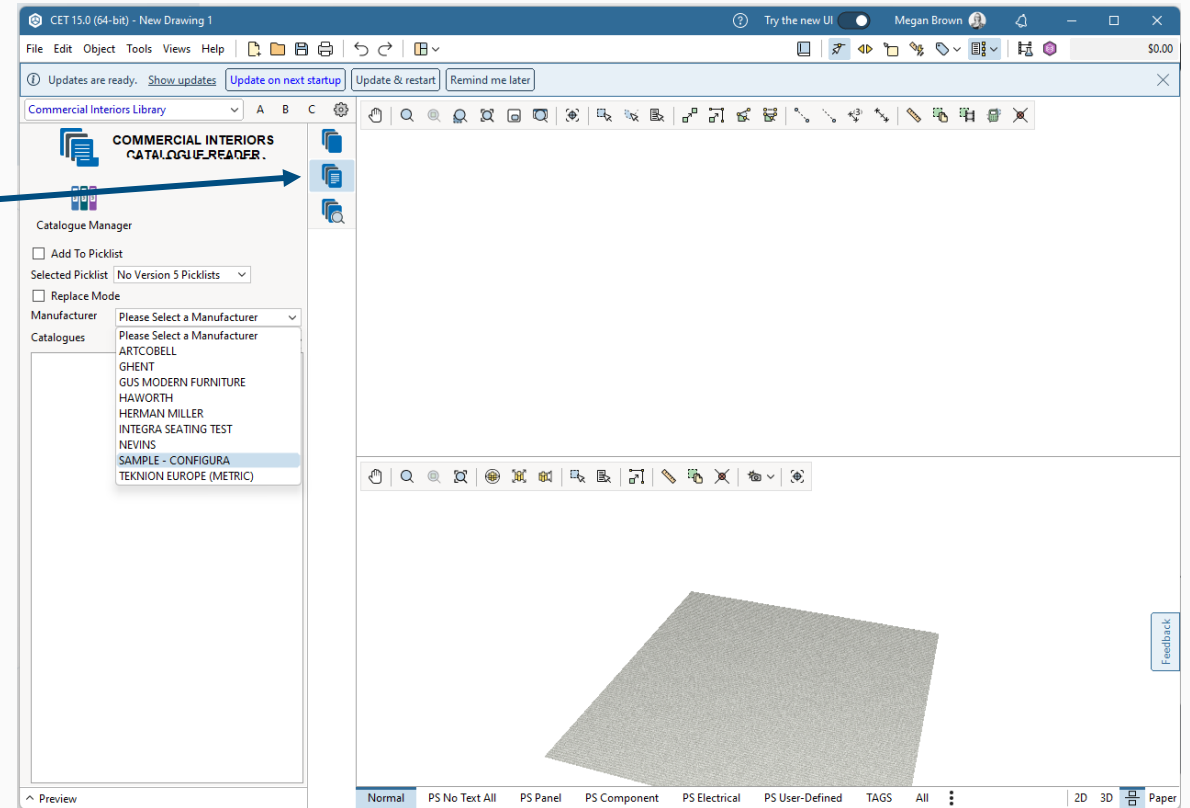 CET 15.0 (64-bit) - New Drawing 1
Try the new UI
Megan Brown
File Edit Object Tools Views Help
$0.00
Updates are ready. Show updates Update on next startup Update & restart Remind me later
Commercial Interiors Library
A B C
COMMERCIAL INTERIORS
CATALOGUE READER
Catalogue Manager
Add To Picklist
Selected Picklist No Version 5 Picklists
Replace Mode
Manufacturer Please Select a Manufacturer
Catalogues
Please Select a Manufacturer
ARTCOBELL
GHENT
GUS MODERN FURNITURE
HAWORTH
HERMAN MILLER
INTEGRA SEATING TEST
NEVINS
SAMPLE - CONFIGURA
TEKNION EUROPE (METRIC)
Feedback
Preview
Normal PS No Text All PS Panel PS Component PS Electrical PS User-Defined TAGS All
2D 3D Paper